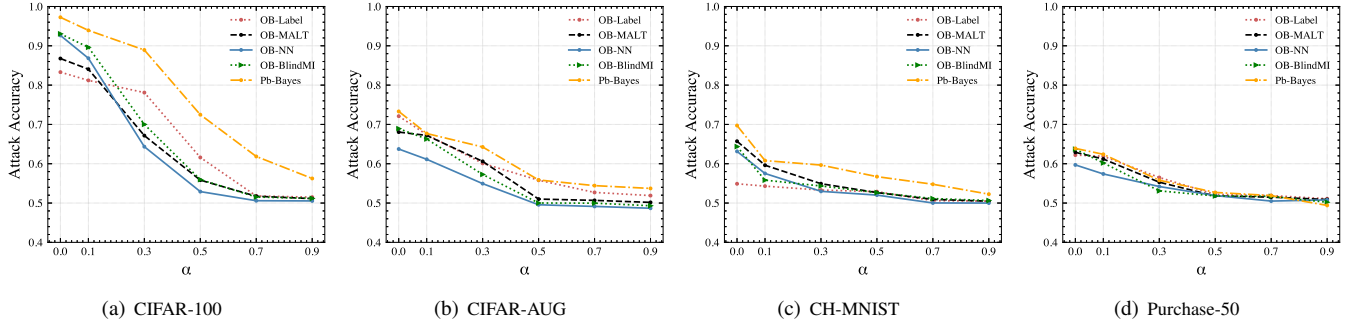 OB-Label
OB-MALT
OB-NN
OB-BlindMI
Pb-Bayes
1.0
0.9
0.8
0.7
0.6
0.5
0.4
Attack Accuracy
0.0 0.1 0.3 0.5 0.7 0.9
α
(a) CIFAR-100
OB-Label
OB-MALT
OB-NN
OB-BlindMI
Pb-Bayes
1.0
0.9
0.8
0.7
0.6
0.5
0.4
Attack Accuracy
0.0 0.1 0.3 0.5 0.7 0.9
α
(b) CIFAR-AUG
OB-Label
OB-MALT
OB-NN
OB-BlindMI
Pb-Bayes
1.0
0.9
0.8
0.7
0.6
0.5
0.4
Attack Accuracy
0.0 0.1 0.3 0.5 0.7 0.9
α
(c) CH-MNIST
OB-Label
OB-MALT
OB-NN
OB-BlindMI
Pb-Bayes
1.0
0.9
0.8
0.7
0.6
0.5
0.4
Attack Accuracy
0.0 0.1 0.3 0.5 0.7 0.9
α
(d) Purchase-50